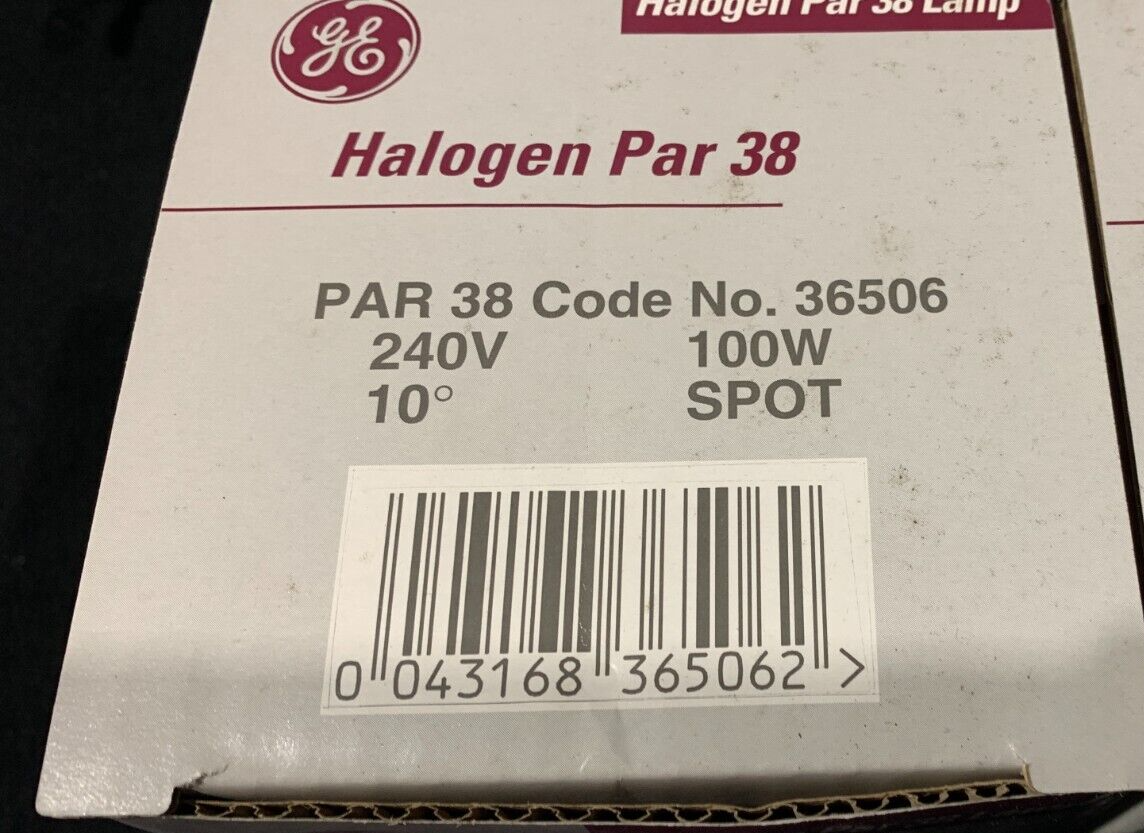 Halogen Par 38 Lamp
GE
Halogen Par 38
PAR 38 Code No. 36506
240V 100W
10° SPOT
0 043168 365062 >